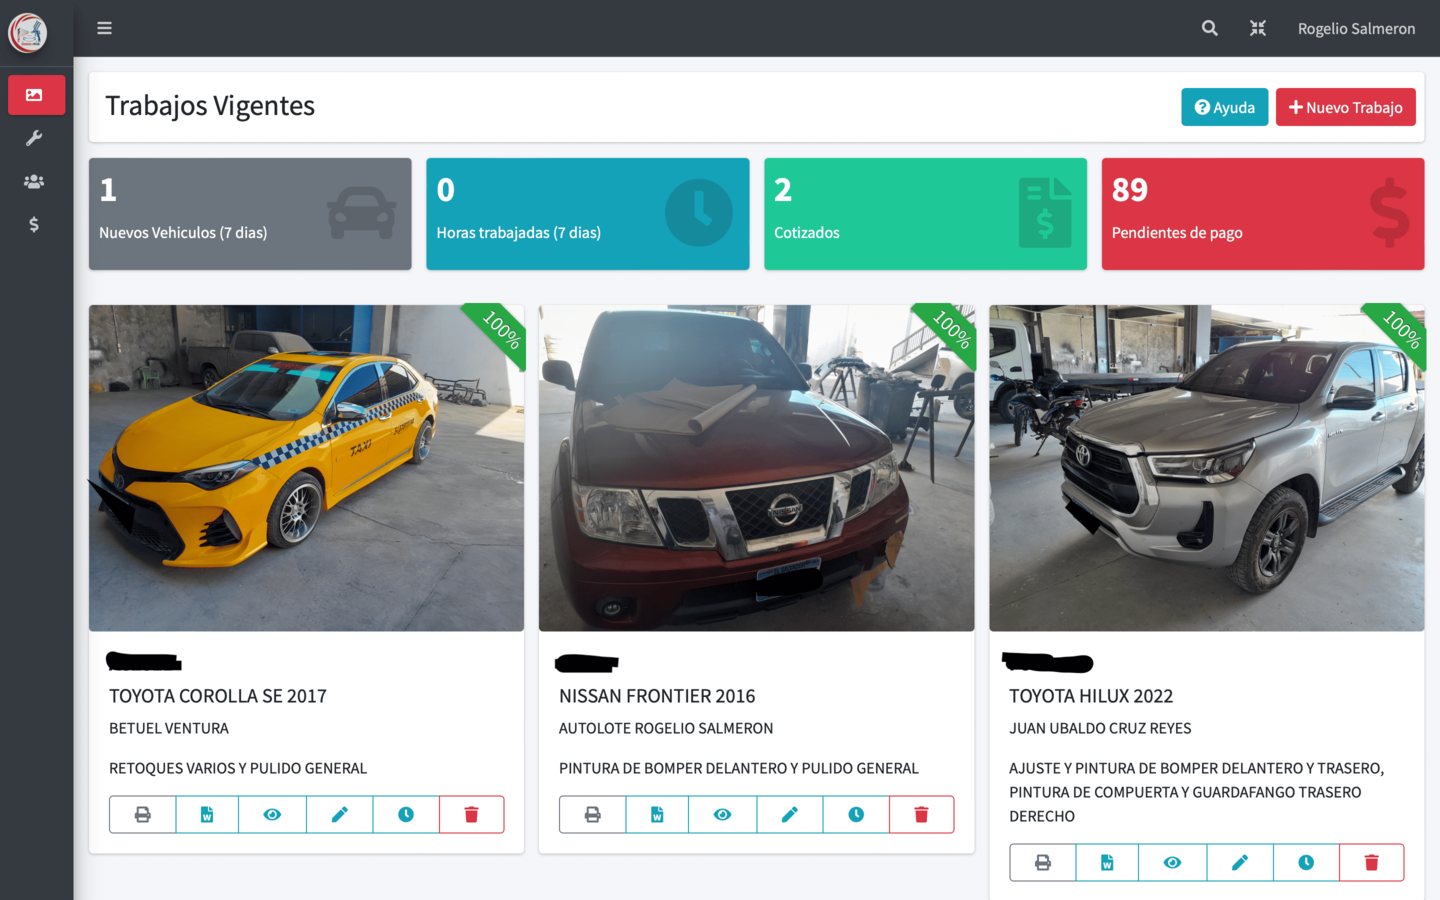 Rogelio Salmeron
Trabajos Vigentes
Ayuda
Nuevo Trabajo
1
Nuevos Vehiculos (7 dias)
0
Horas trabajadas (7 dias)
2
Cotizados
89
Pendientes de pago
100%
100%
100%
TAXI
NISSAN
TOYOTA COROLLA SE 2017
BETUEL VENTURA
RETOQUES VARIOS Y PULIDO GENERAL
NISSAN FRONTIER 2016
AUTOLOTE ROGELIO SALMERON
PINTURA DE BOMPER DELANTERO Y PULIDO GENERAL
TOYOTA HILUX 2022
JUAN UBALDO CRUZ REYES
AJUSTE Y PINTURA DE BOMPER DELANTERO Y TRASERO,
PINTURA DE COMPUERTA Y GUARDAFANGO TRASERO
DERECHO